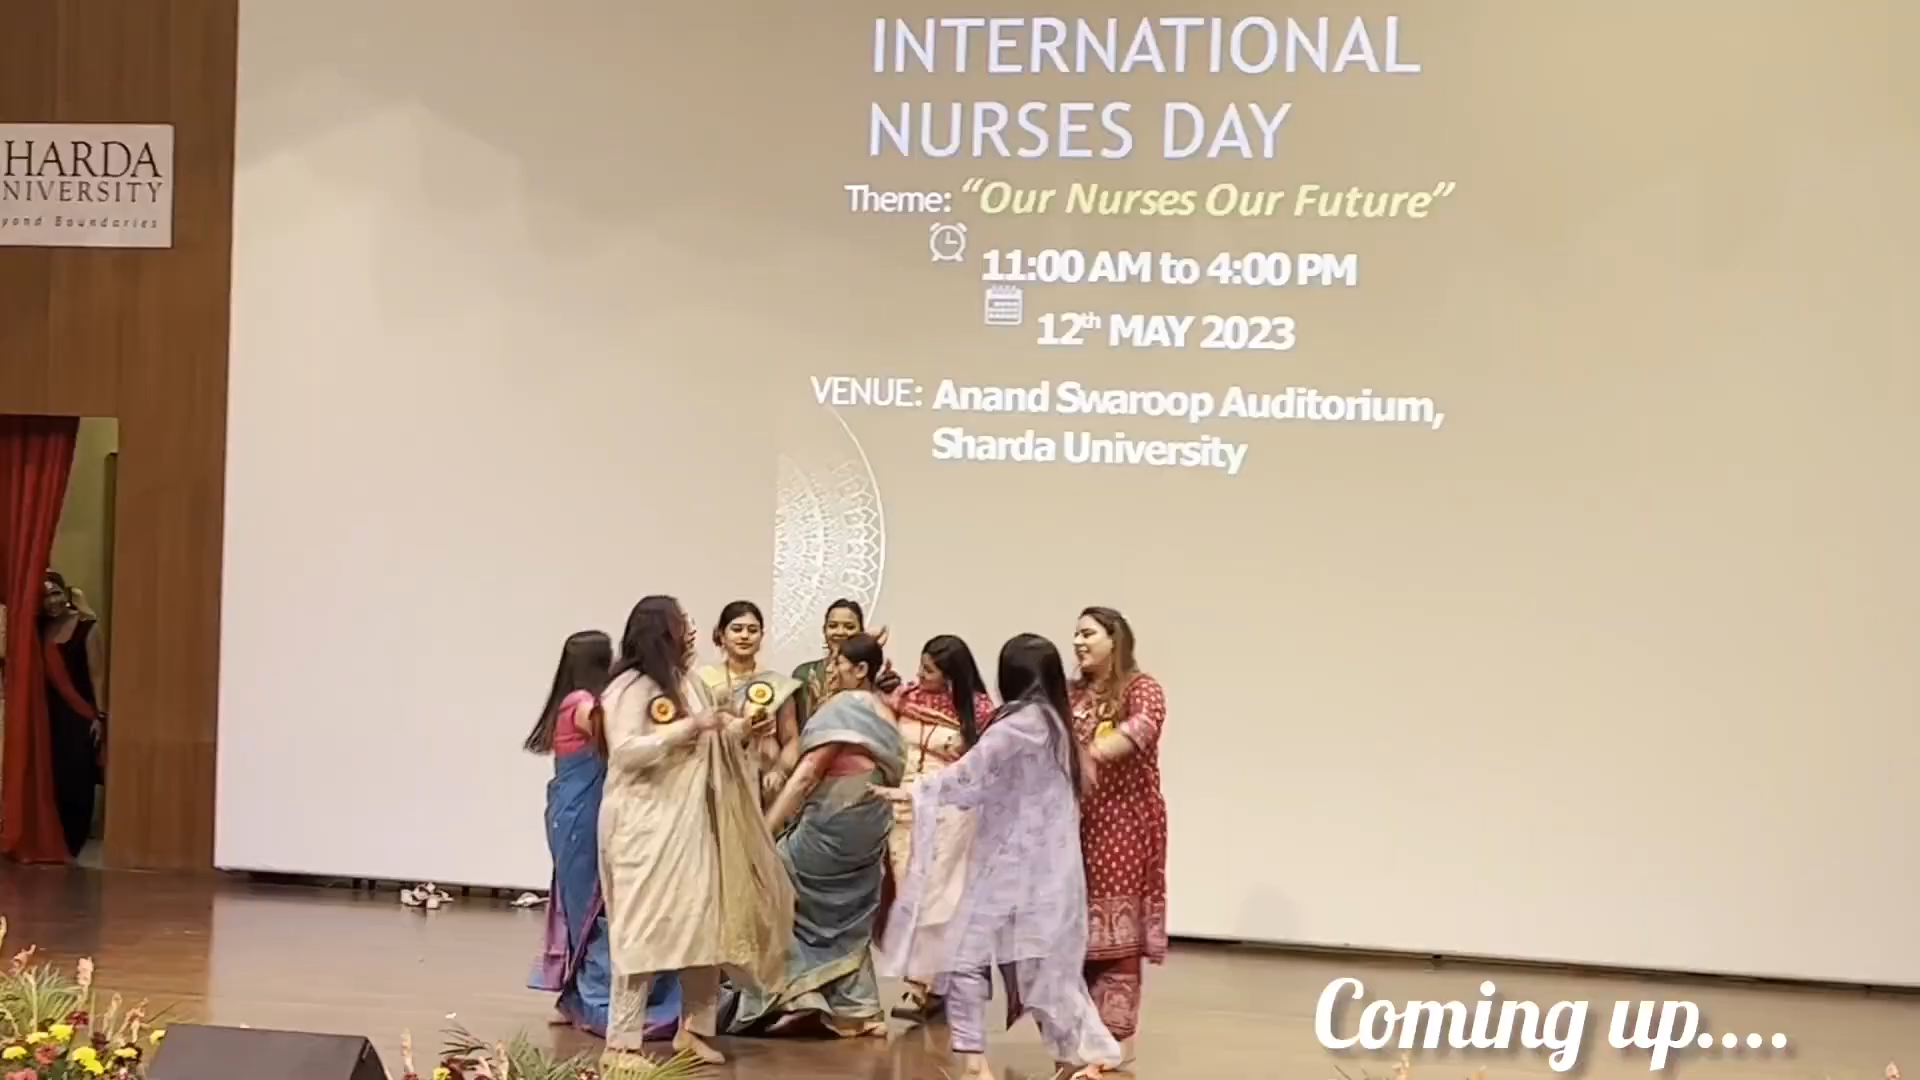 INTERNATIONAL
NURSES DAY
Theme: “Our Nurses Our Future”
11:00 AM to 4:00 PM
12th MAY 2023
VENUE: Anand Swaroop Auditorium,
Sharda University
HARDA
NIVERSITY
yond Boundaries
Coming up....